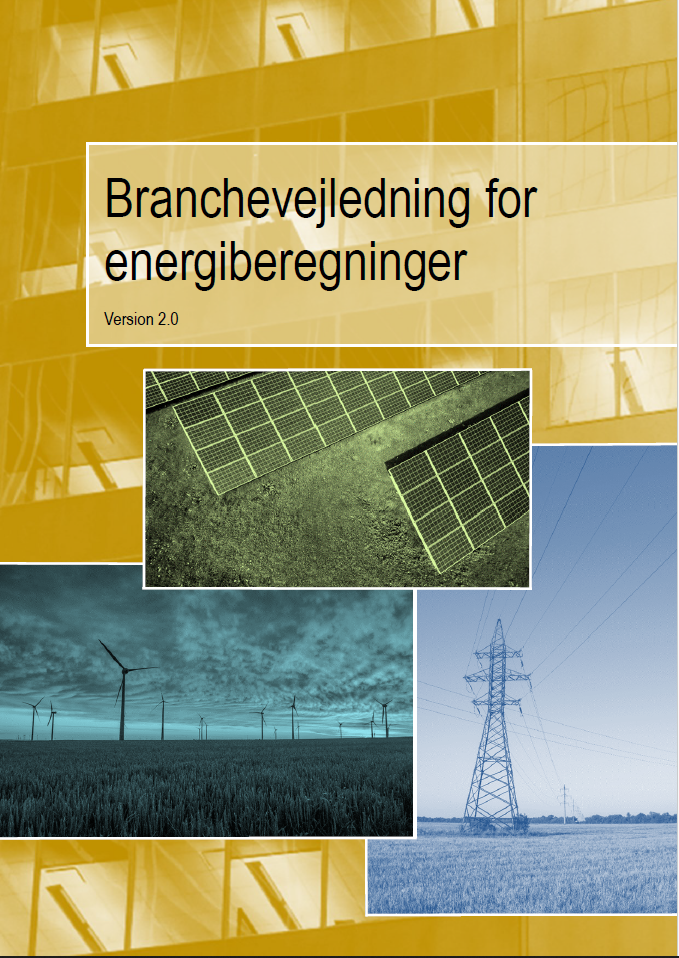 Branchevejledning for
energiberegninger
Version 2.0